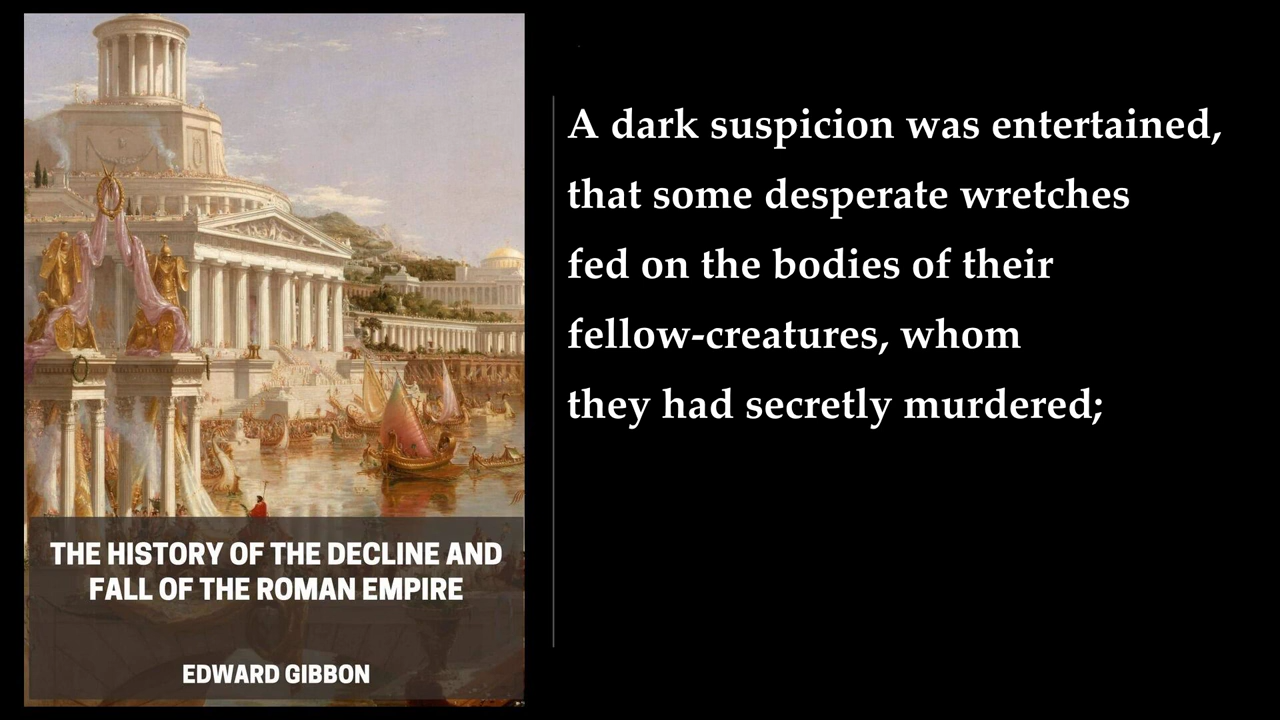 THE HISTORY OF THE DECLINE AND
FALL OF THE ROMAN EMPIRE
EDWARD GIBBON
A dark suspicion was entertained,
that some desperate wretches
fed on the bodies of their
fellow-creatures, whom
they had secretly murdered;